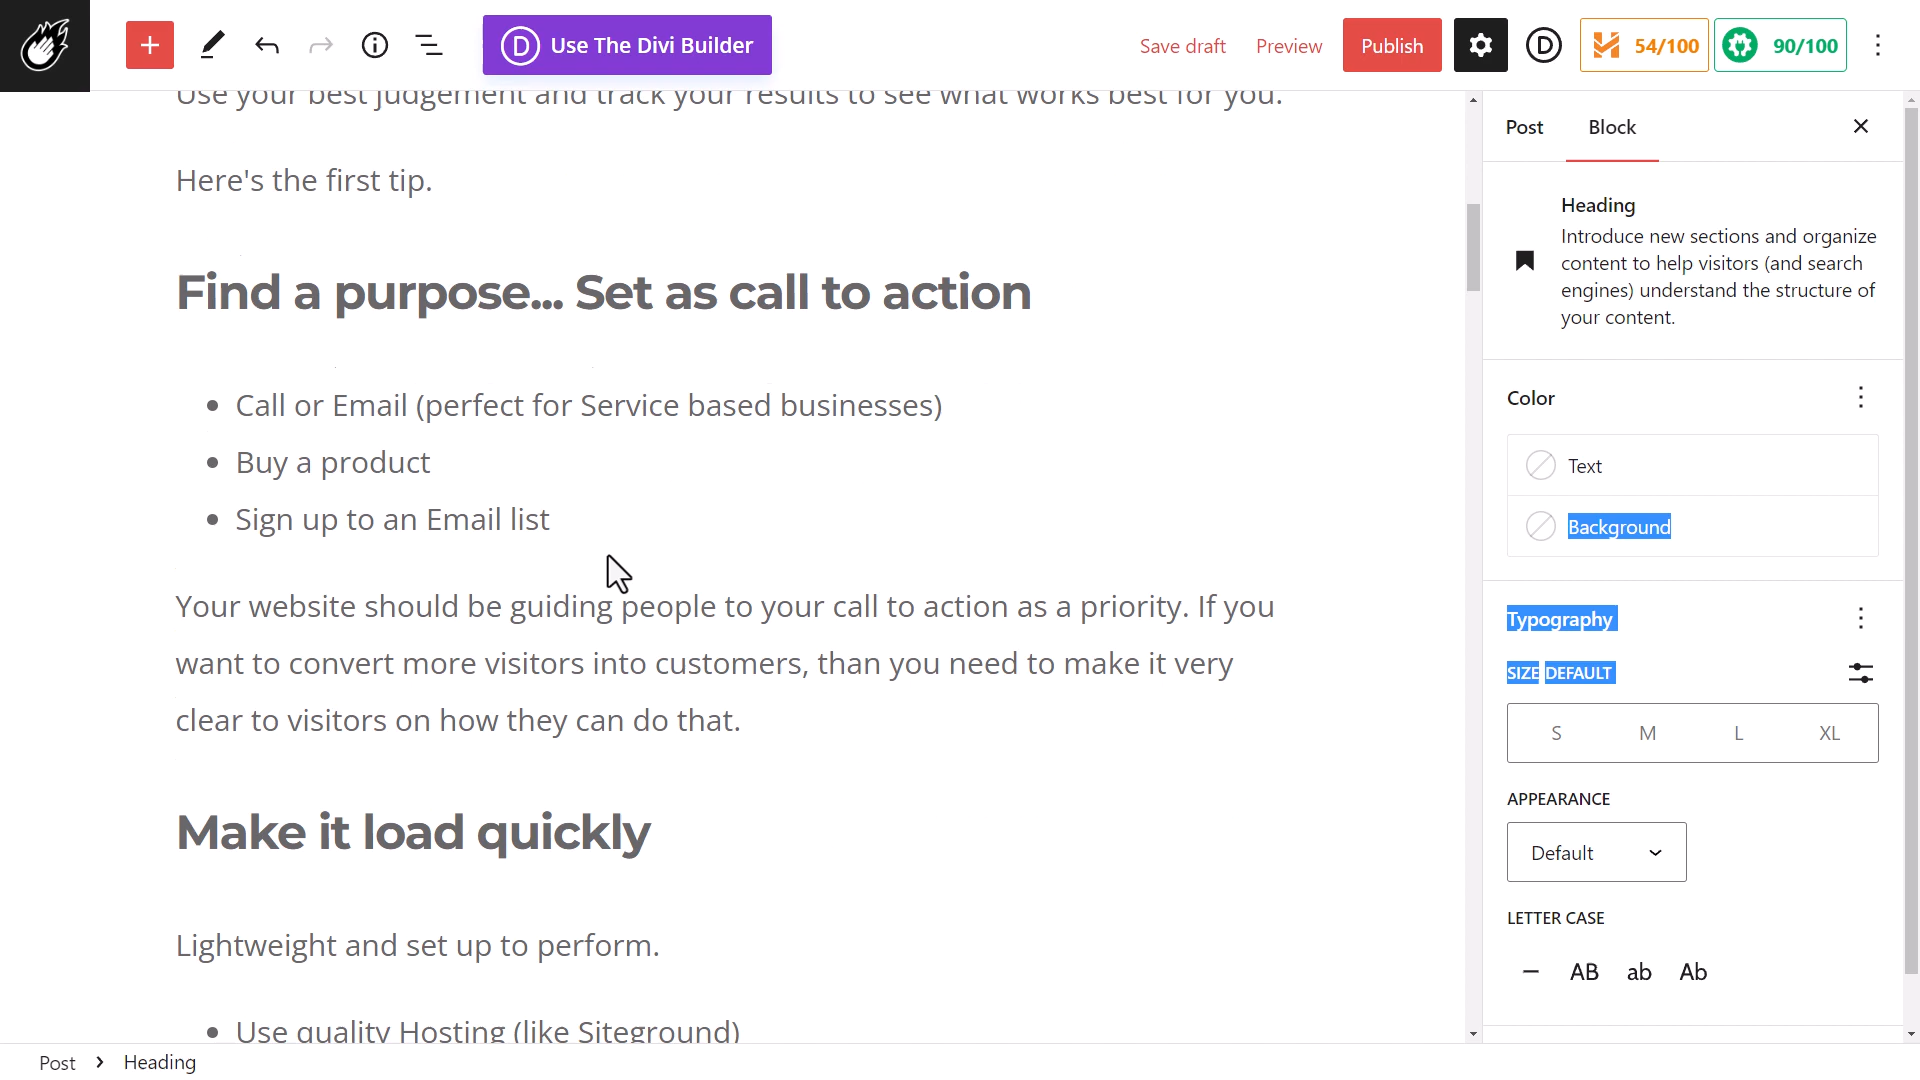 +
D Use The Divi Builder
Save draft
Preview
Publish
D
54/100
90/100
Use your best judgement and track your results to see what works best for you.
Here's the first tip.
Find a purpose... Set as call to action
• Call or Email (perfect for Service based businesses)
• Buy a product
• Sign up to an Email list
Your website should be guiding people to your call to action as a priority. If you
want to convert more visitors into customers, than you need to make it very
clear to visitors on how they can do that.
Make it load quickly
Lightweight and set up to perform.
• Use quality Hosting (like Siteground)
Post
Block
Heading
Introduce new sections and organize
content to help visitors (and search
engines) understand the structure of
your content.
Color
Text
Background
Typography
SIZE DEFAULT
S M L XL
APPEARANCE
Default
LETTER CASE
– AB ab Ab
Post > Heading